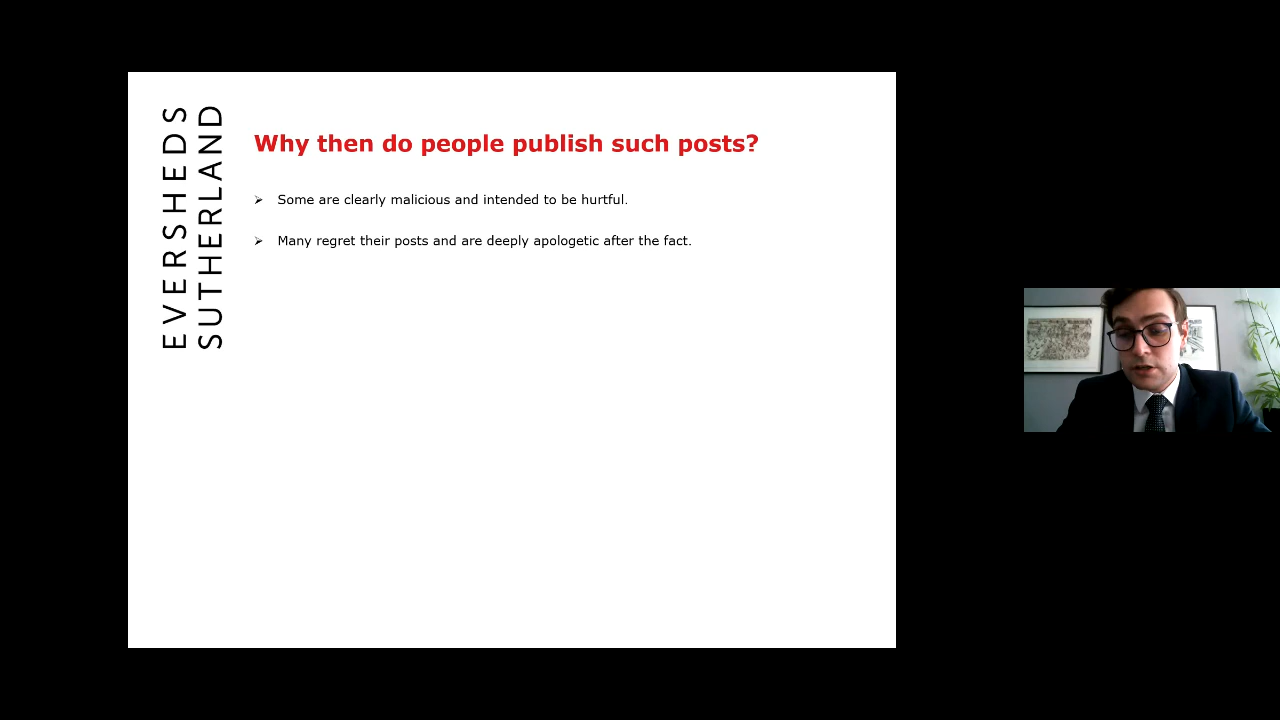 EVERSHEDS
SUTHERLAND
Why then do people publish such posts?
➢ Some are clearly malicious and intended to be hurtful.
➢ Many regret their posts and are deeply apologetic after the fact.